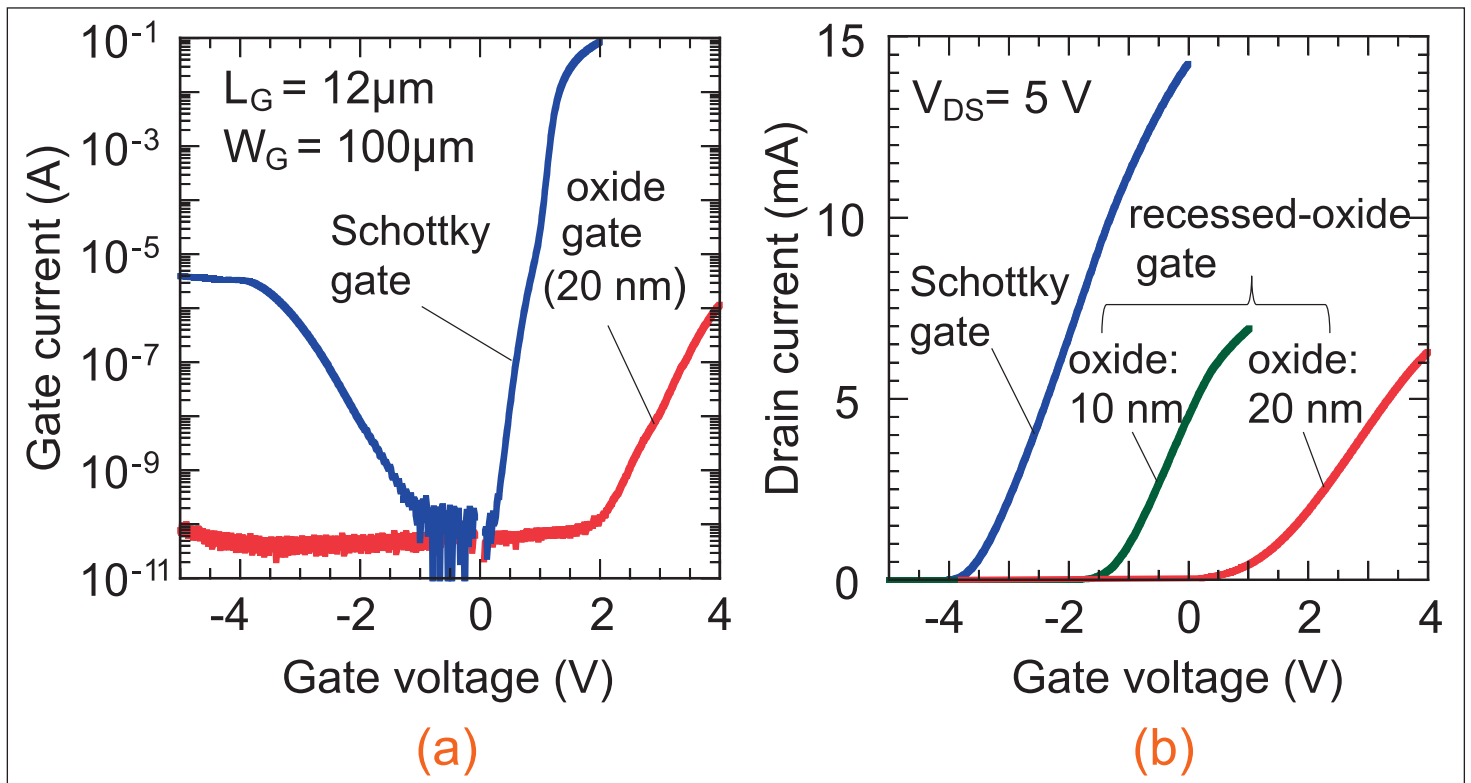 Gate current (A)
10⁻¹
10⁻³
10⁻⁵
10⁻⁷
10⁻⁹
10⁻¹¹
L_G = 12µm
W_G = 100µm
Schottky
gate
oxide
gate
(20 nm)
-4
-2
0
2
4
Gate voltage (V)
(a)
Drain current (mA)
15
10
5
0
V_DS= 5 V
Schottky
gate
recessed-oxide
gate
oxide:
10 nm
oxide:
20 nm
-4
-2
0
2
4
Gate voltage (V)
(b)